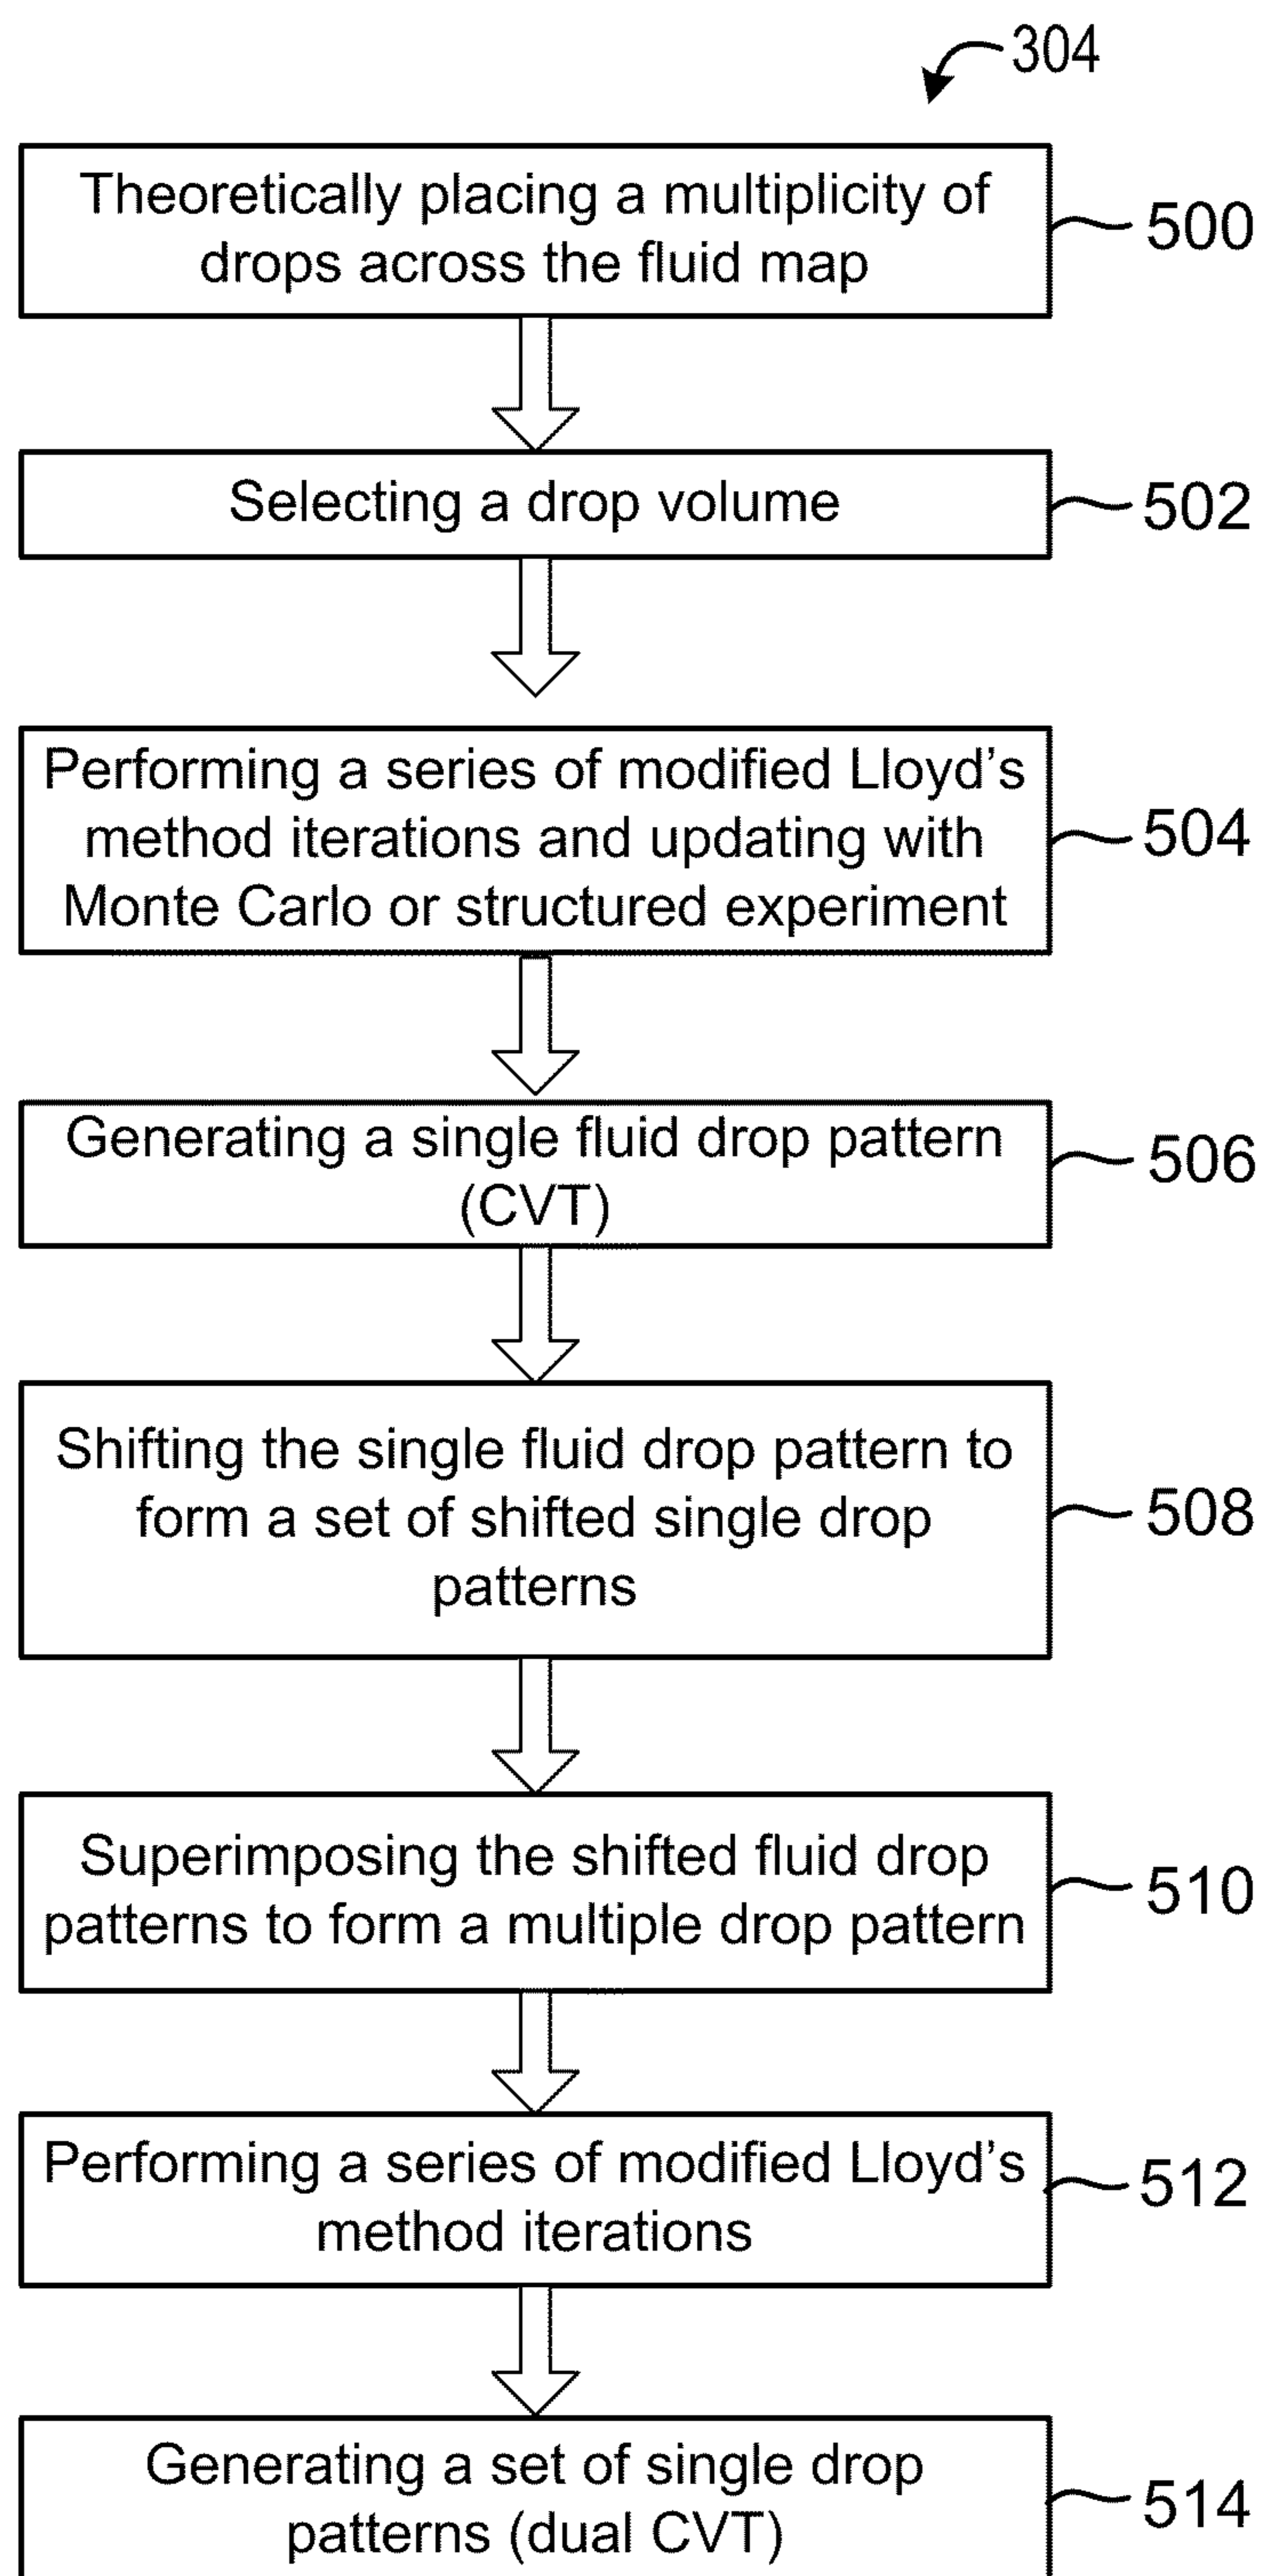 304
Theoretically placing a multiplicity of
drops across the fluid map
500
Selecting a drop volume
502
Performing a series of modified Lloyd's
method iterations and updating with
Monte Carlo or structured experiment
504
Generating a single fluid drop pattern
(CVT)
506
Shifting the single fluid drop pattern to
form a set of shifted single drop
patterns
508
Superimposing the shifted fluid drop
patterns to form a multiple drop pattern
510
Performing a series of modified Lloyd's
method iterations
512
Generating a set of single drop
patterns (dual CVT)
514